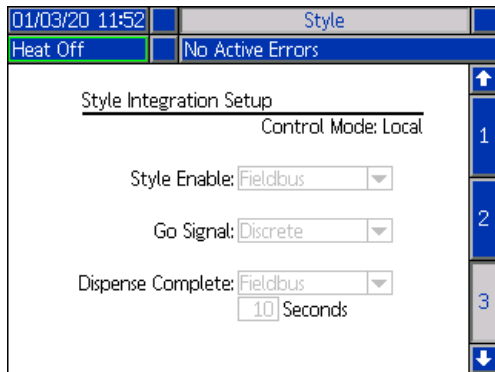 01/03/20 11:52
Style
Heat Off
No Active Errors
Style Integration Setup
Control Mode: Local
Style Enable: Fieldbus
Go Signal: Discrete
Dispense Complete: Fieldbus
10 Seconds
1
2
3